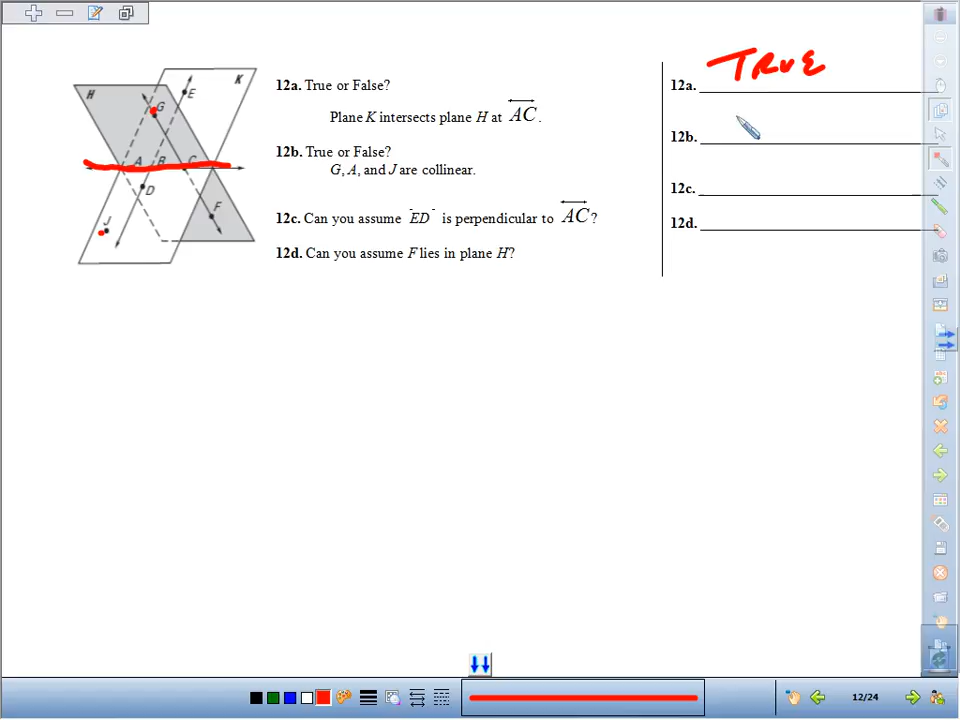 H
K
E
G
A
B
C
D
F
J
12a. True or False?
Plane K intersects plane H at AC.
12b. True or False?
G, A, and J are collinear.
12c. Can you assume ED is perpendicular to AC?
12d. Can you assume F lies in plane H?
12a. TRUE
12b.
12c.
12d.
12/24